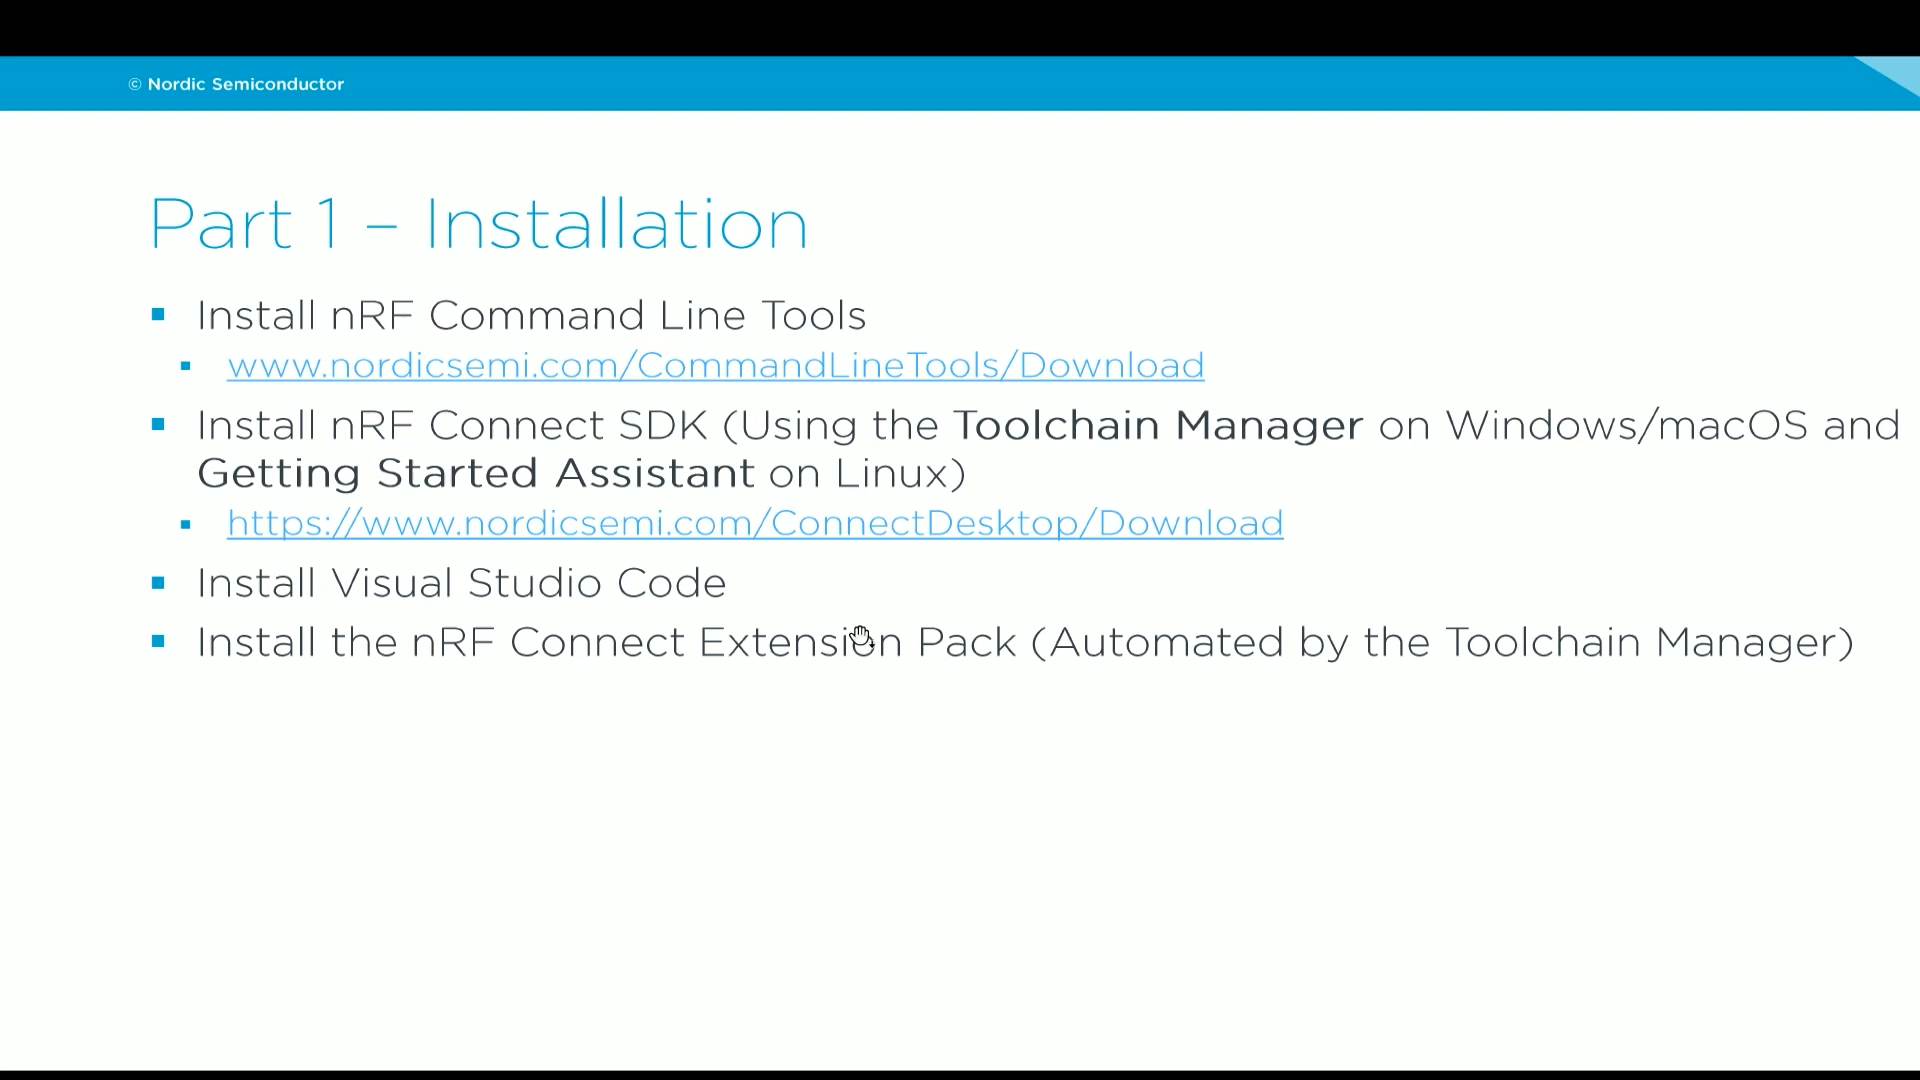 © Nordic Semiconductor
Part 1 – Installation
Install nRF Command Line Tools
www.nordicsemi.com/CommandLineTools/Download
Install nRF Connect SDK (Using the Toolchain Manager on Windows/macOS and
Getting Started Assistant on Linux)
https://www.nordicsemi.com/ConnectDesktop/Download
Install Visual Studio Code
Install the nRF Connect Extension Pack (Automated by the Toolchain Manager)